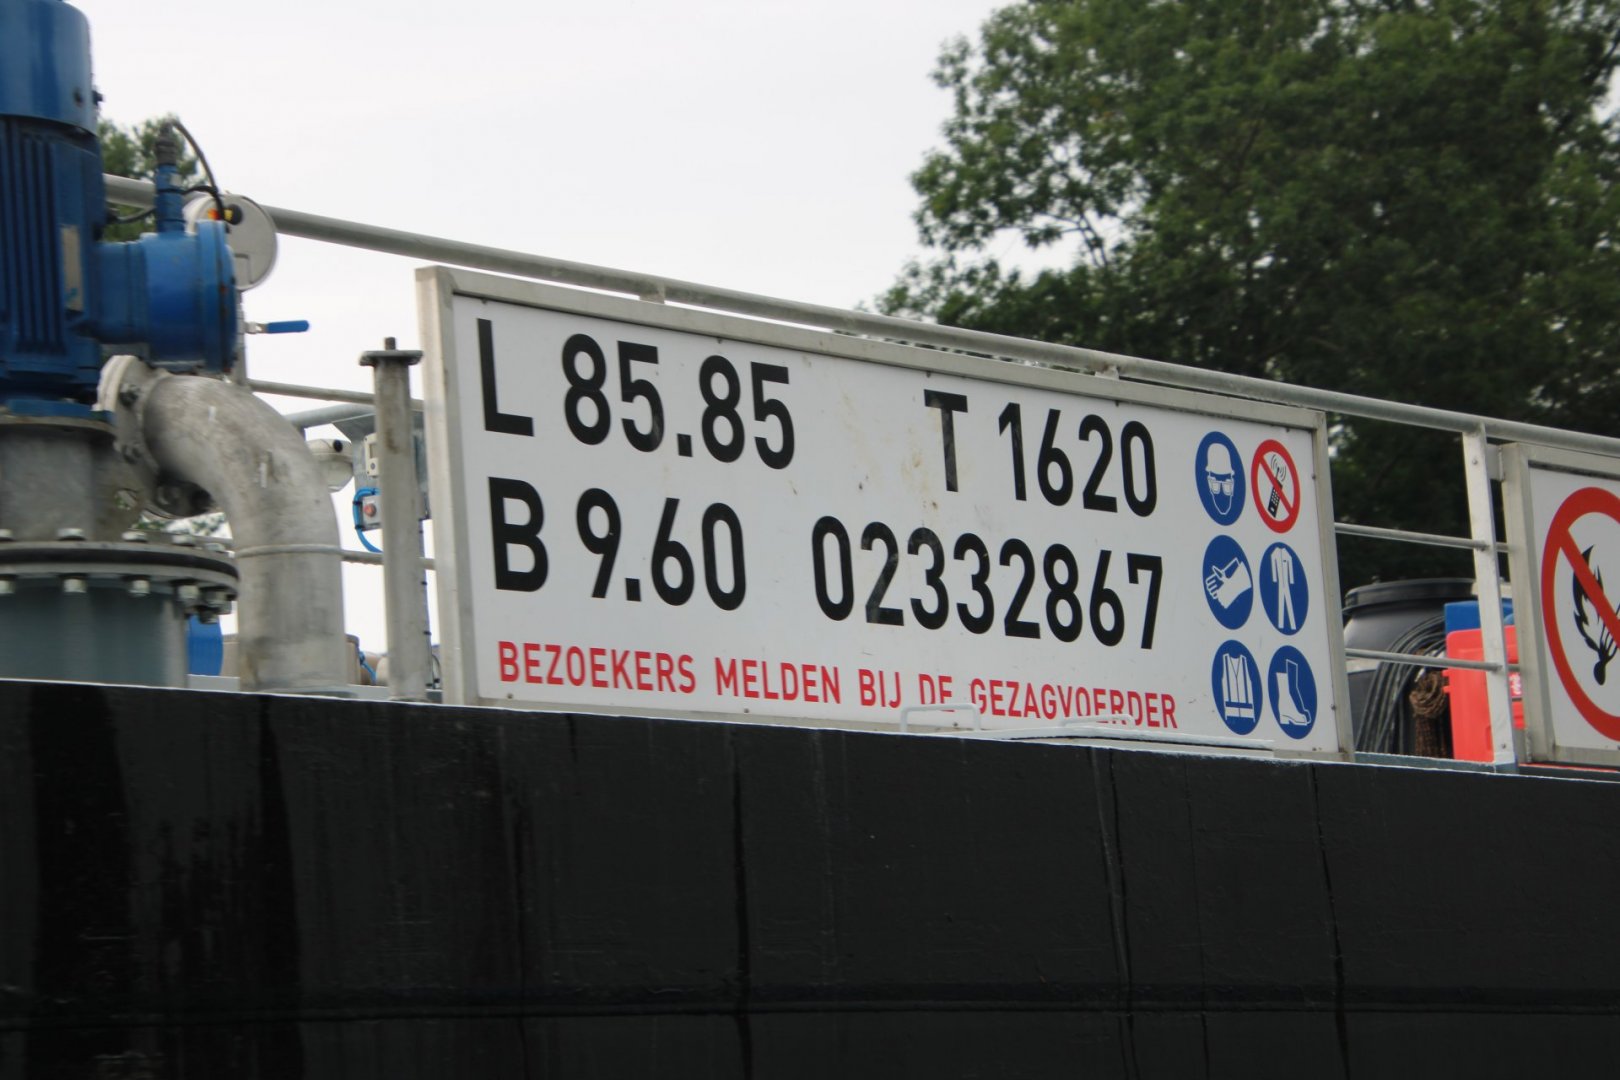 L 85.85 T 1620
B 9.60 02332867
BEZOEKERS MELDEN BIJ DE GEZAGVOERDER